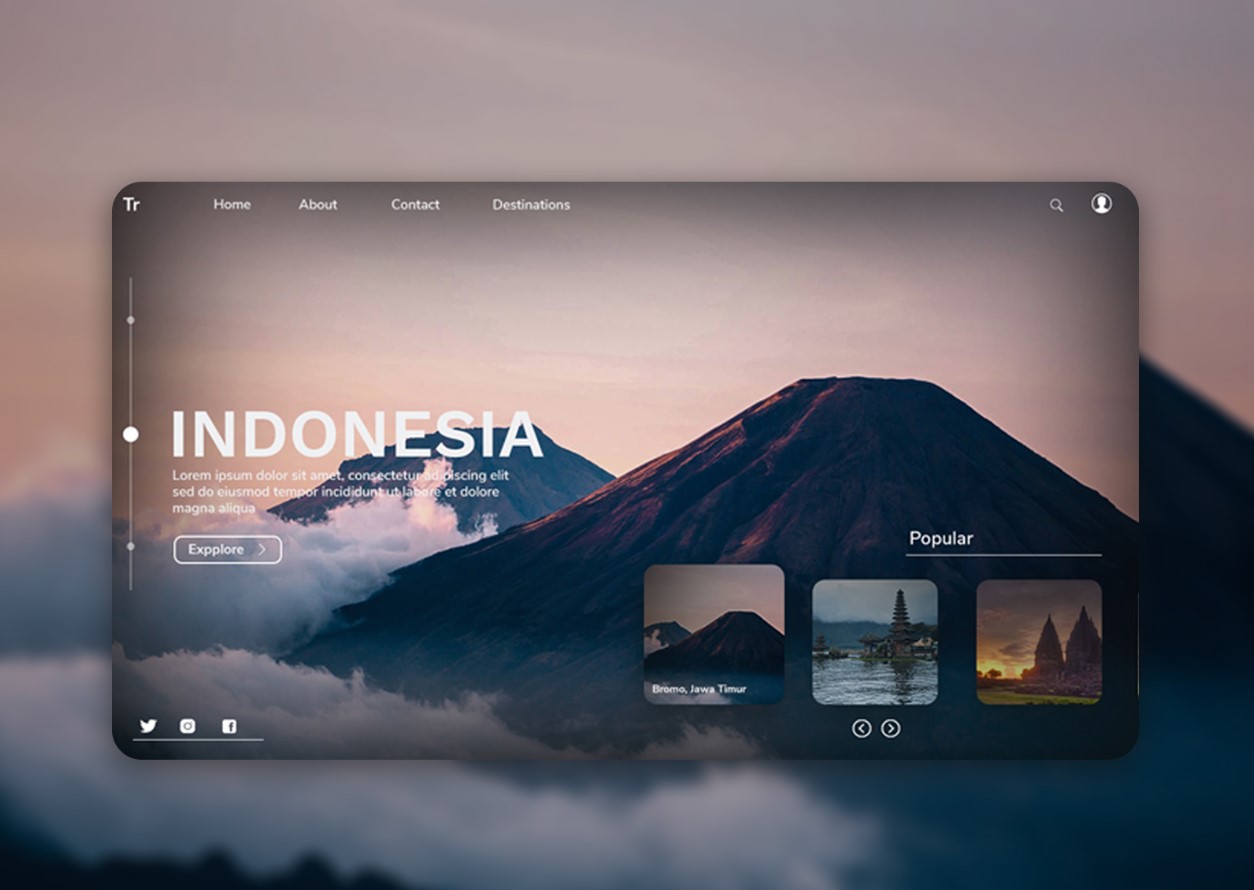 Tr
Home About Contact Destinations
INDONESIA
Lorem ipsum dolor sit amet, consectetur adipiscing elit
sed do eiusmod tempor incididunt ut labore et dolore
magna aliqua
Expplore
Popular
Bromo, Jawa Timur